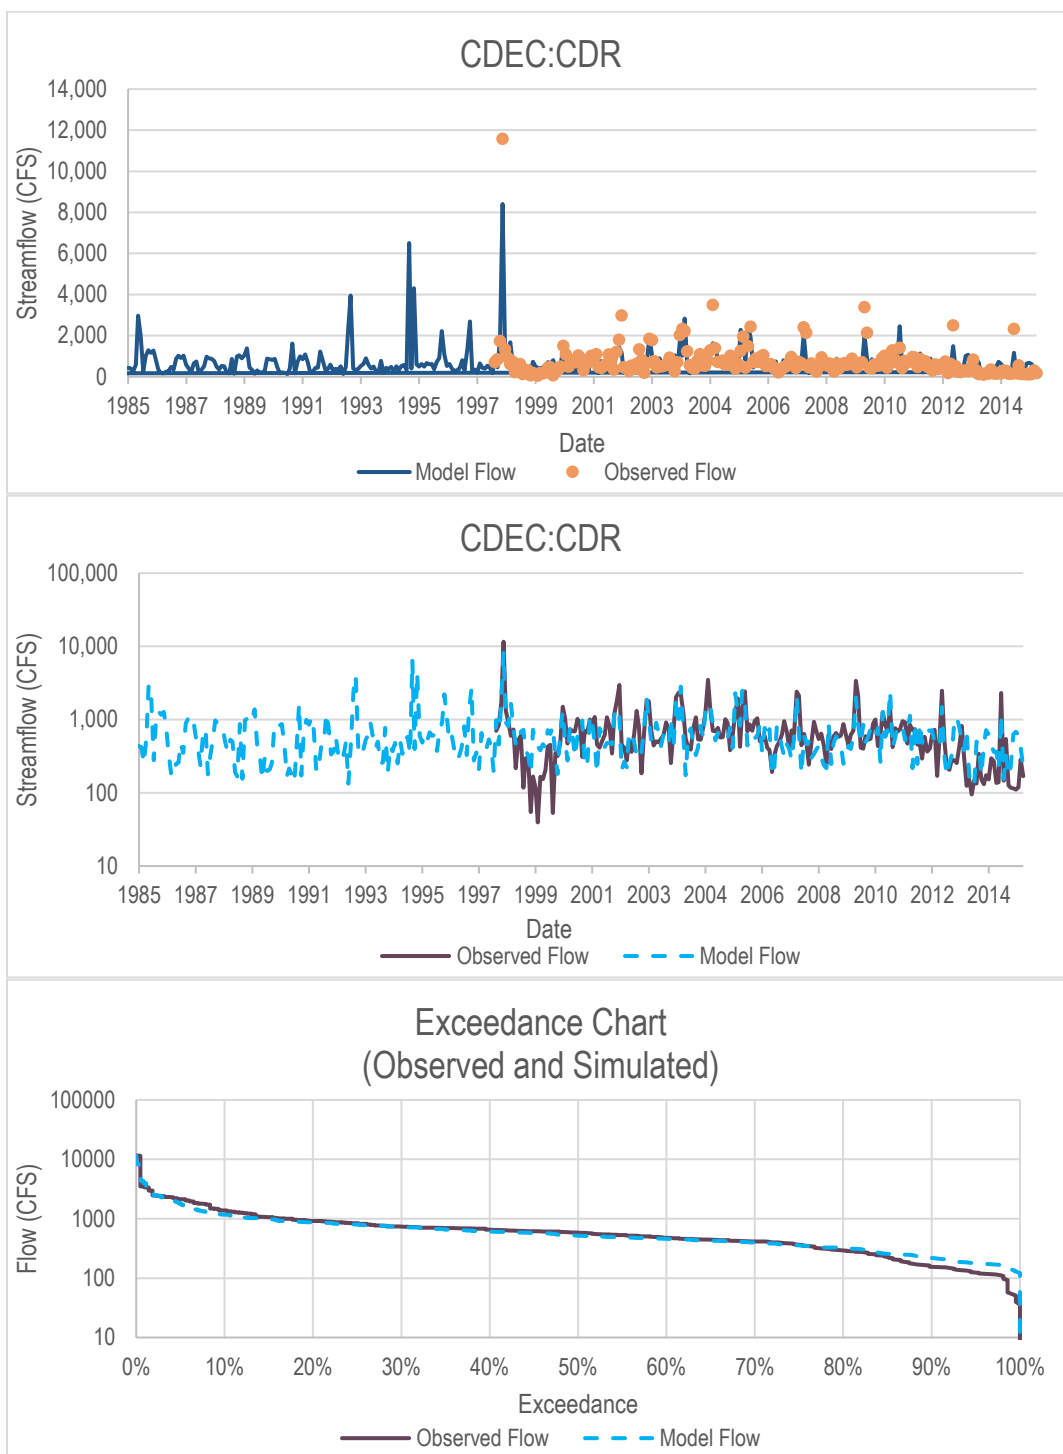 CDEC:CDR
14,000
12,000
10,000
8,000
6,000
4,000
2,000
0
Streamflow (CFS)
1985 1987 1989 1991 1993 1995 1997 1999 2001 2003 2004 2006 2008 2010 2012 2014
Date
Model Flow Observed Flow
CDEC:CDR
100,000
10,000
1,000
100
10
Streamflow (CFS)
1985 1987 1989 1991 1993 1995 1997 1999 2001 2003 2004 2006 2008 2010 2012 2014
Date
Observed Flow Model Flow
Exceedance Chart
(Observed and Simulated)
100000
10000
1000
100
10
Flow (CFS)
0% 10% 20% 30% 40% 50% 60% 70% 80% 90% 100%
Exceedance
Observed Flow Model Flow